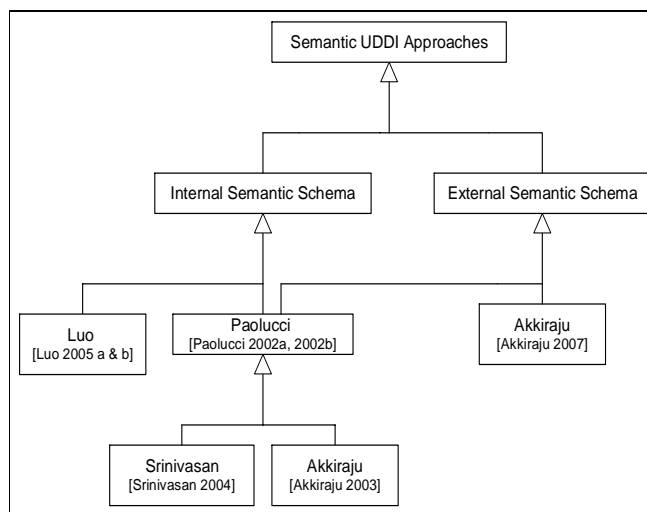 Semantic UDDI Approaches
Internal Semantic Schema
External Semantic Schema
Luo
[Luo 2005 a & b]
Paolucci
[Paolucci 2002a, 2002b]
Akkiraju
[Akkiraju 2007]
Srinivasan
[Srinivasan 2004]
Akkiraju
[Akkiraju 2003]